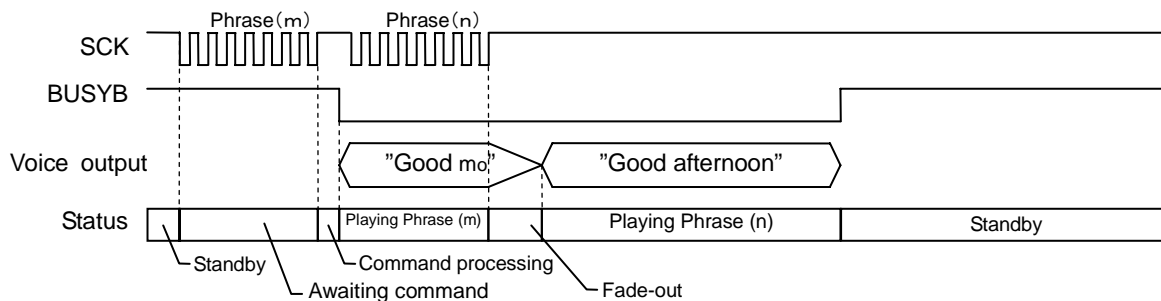 Phrase(m) Phrase(n)
SCK
BUSYB
Voice output "Good mo" "Good afternoon"
Status Playing Phrase (m) Playing Phrase (n) Standby
Standby Command processing
Awaiting command Fade-out